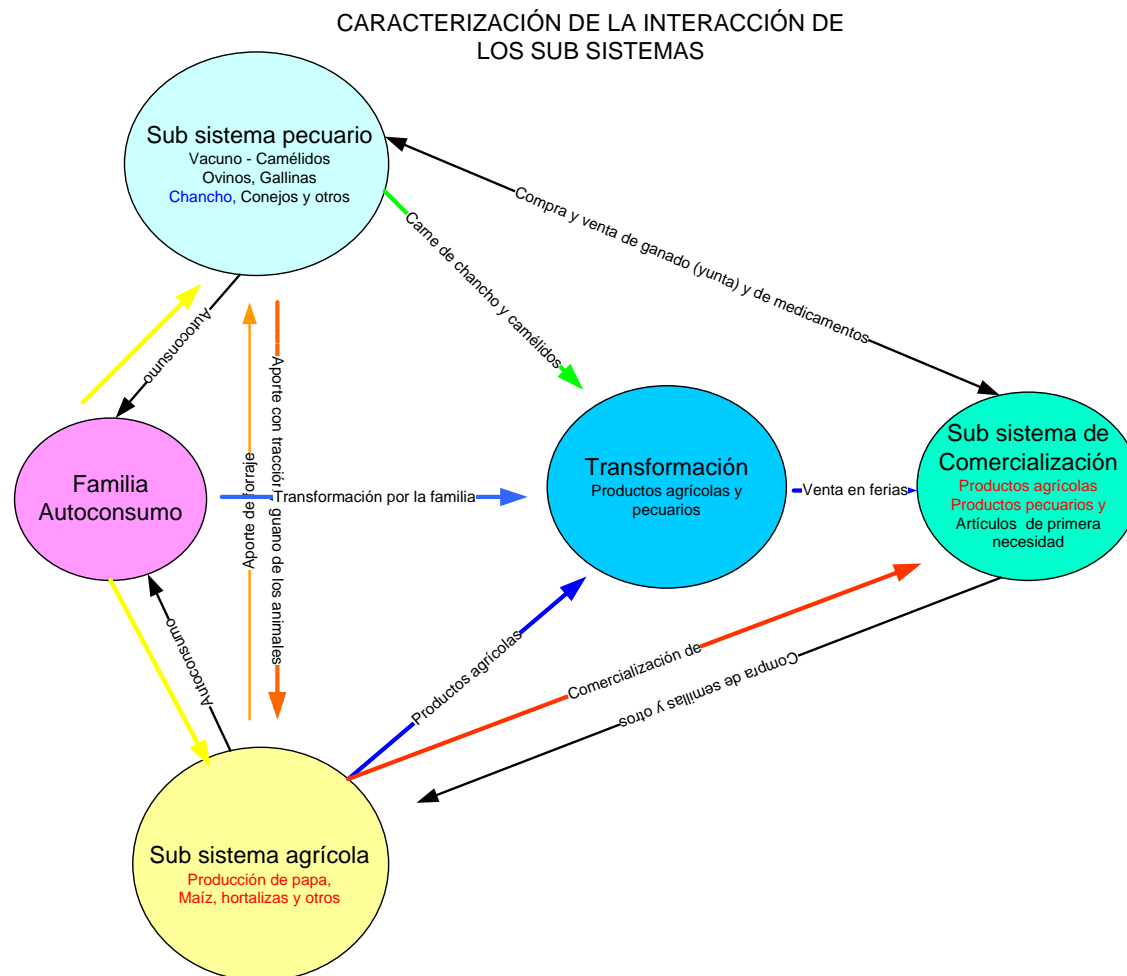 CARACTERIZACIÓN DE LA INTERACCIÓN DE
LOS SUB SISTEMAS
Sub sistema pecuario
Vacuno - Camélidos
Ovinos, Gallinas
Chancho, Conejos y otros
Compra y venta de ganado (yunta) y de medicamentos
Carne de chancho y camélidos
Autoconsumo
Aporte con tracción guano de los animales
Aporte de forraje
Familia
Autoconsumo
Transformación por la familia
Transformación
Productos agrícolas y
pecuarios
Venta en ferias
Sub sistema de
Comercialización
Productos agrícolas
Productos pecuarios y
Artículos de primera
necesidad
Autoconsumo
Productos agrícolas
Comercialización de
Compra de semillas y otros
Sub sistema agrícola
Producción de papa,
Maíz, hortalizas y otros